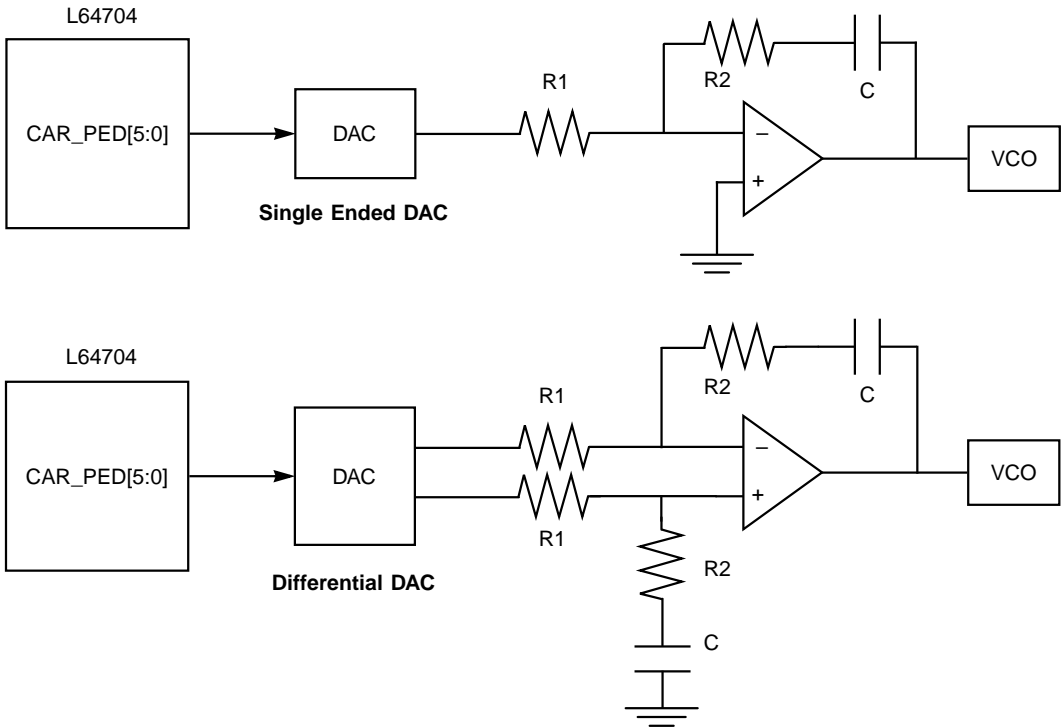 L64704
CAR_PED[5:0]
DAC
Single Ended DAC
R1
R2
C
−
+
VCO
L64704
CAR_PED[5:0]
DAC
Differential DAC
R1
R1
R2
C
−
+
R2
C
VCO